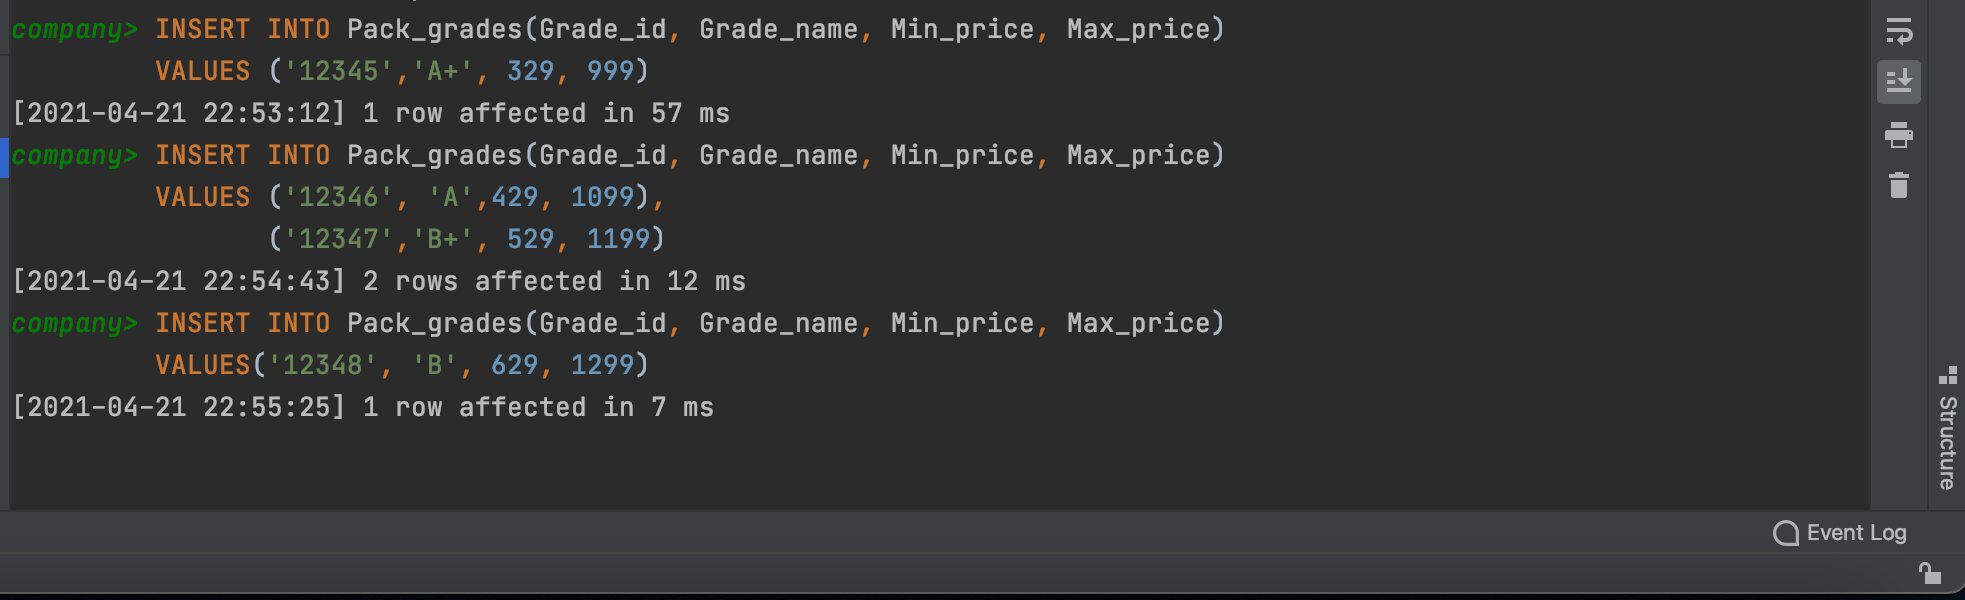 company> INSERT INTO Pack_grades(Grade_id, Grade_name, Min_price, Max_price)
VALUES ('12345','A+', 329, 999)
[2021-04-21 22:53:12] 1 row affected in 57 ms
company> INSERT INTO Pack_grades(Grade_id, Grade_name, Min_price, Max_price)
VALUES ('12346', 'A',429, 1099),
('12347','B+', 529, 1199)
[2021-04-21 22:54:43] 2 rows affected in 12 ms
company> INSERT INTO Pack_grades(Grade_id, Grade_name, Min_price, Max_price)
VALUES('12348', 'B', 629, 1299)
[2021-04-21 22:55:25] 1 row affected in 7 ms
Structure
Event Log